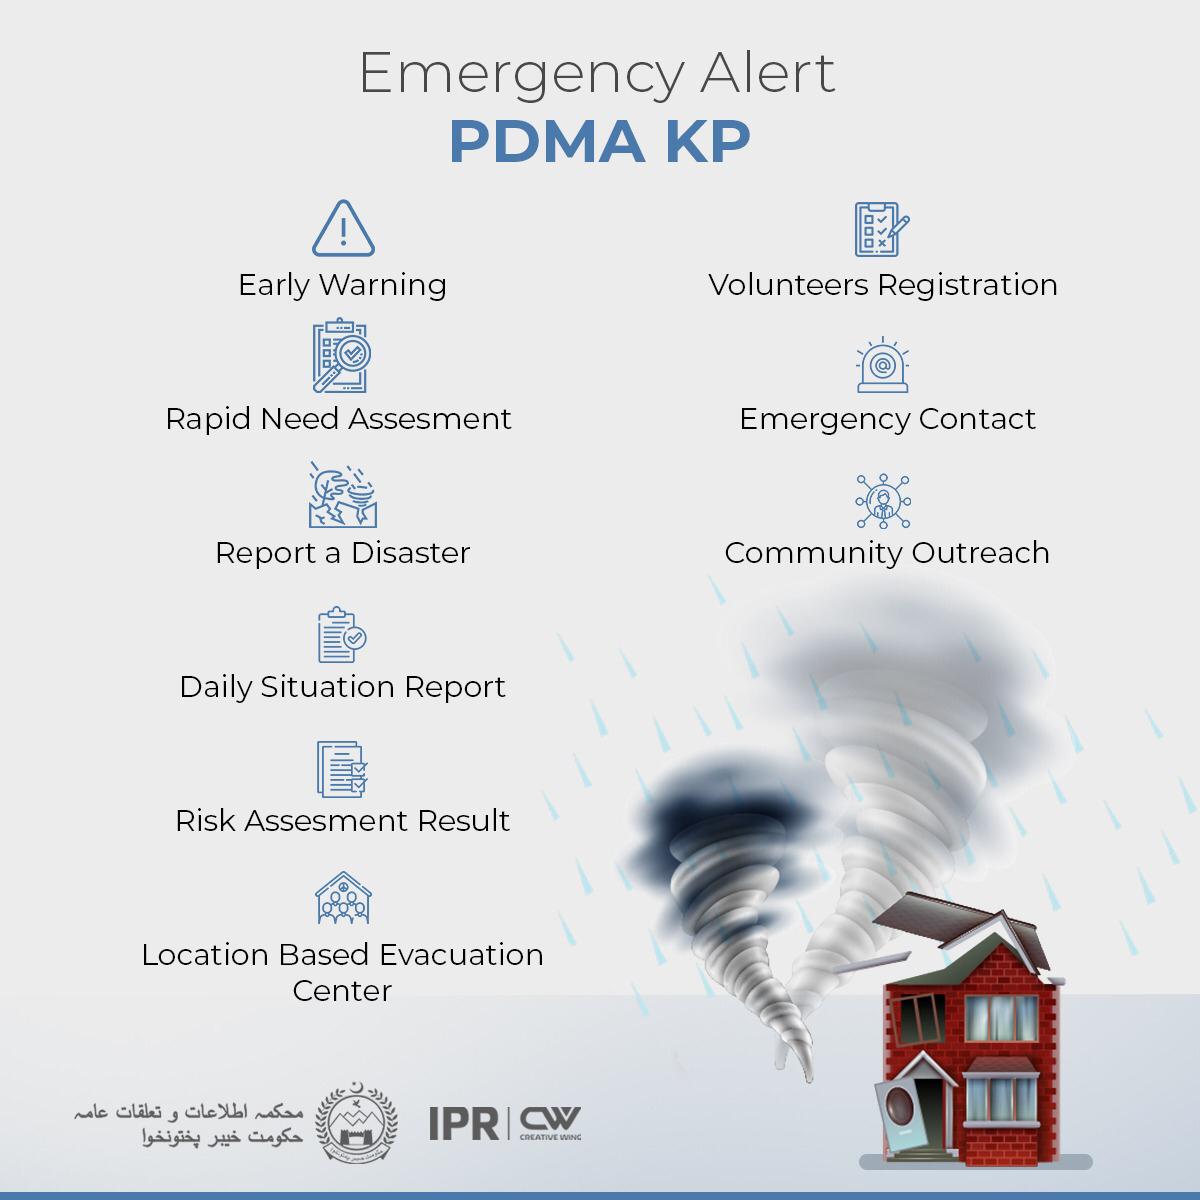 Emergency Alert
PDMA KP
Early Warning
Rapid Need Assesment
Report a Disaster
Daily Situation Report
Risk Assesment Result
Location Based Evacuation
Center
Volunteers Registration
Emergency Contact
Community Outreach
محکمہ اطلاعات و تعلقات عامہ
حکومت خیبر پختونخوا
IPR | CW
CREATIVE WING